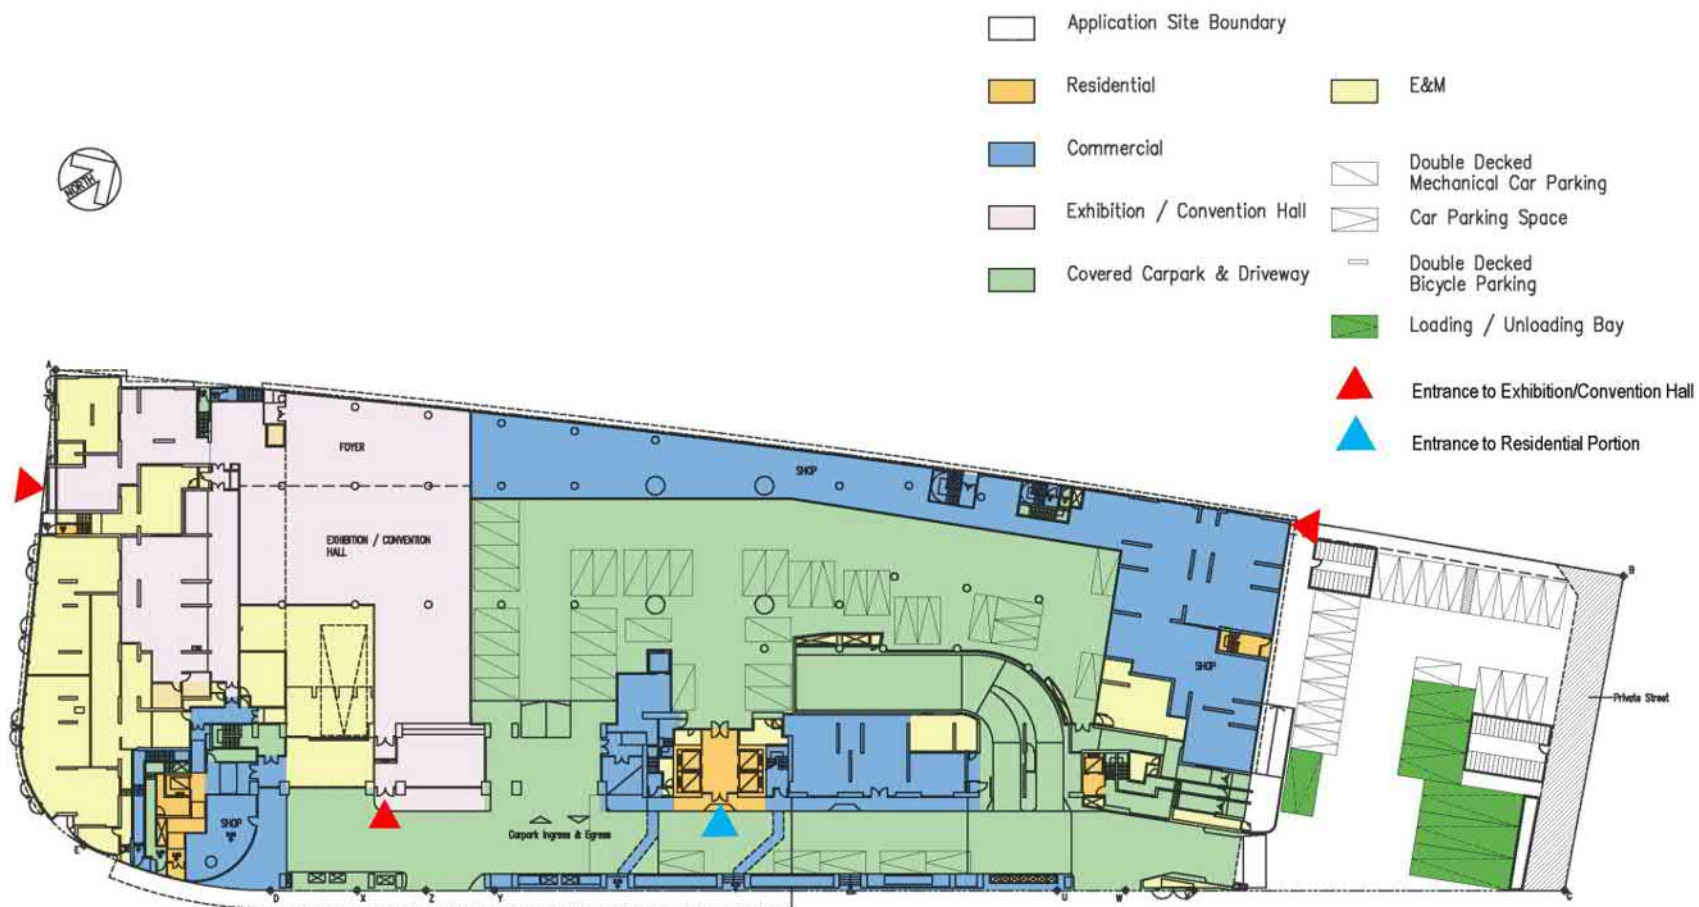 Application Site Boundary
Residential
E&M
Commercial
Double Decked
Mechanical Car Parking
Exhibition / Convention Hall
Car Parking Space
Double Decked
Bicycle Parking
Covered Carpark & Driveway
Loading / Unloading Bay
Entrance to Exhibition/Convention Hall
Entrance to Residential Portion
NORTH
A
FOYER
SHOP
EXHIBITION / CONVENTION
HALL
B
SHOP
Private Street
SHOP
Carpark Ingress & Egress
E
D
X
Z
Y
U
W
C